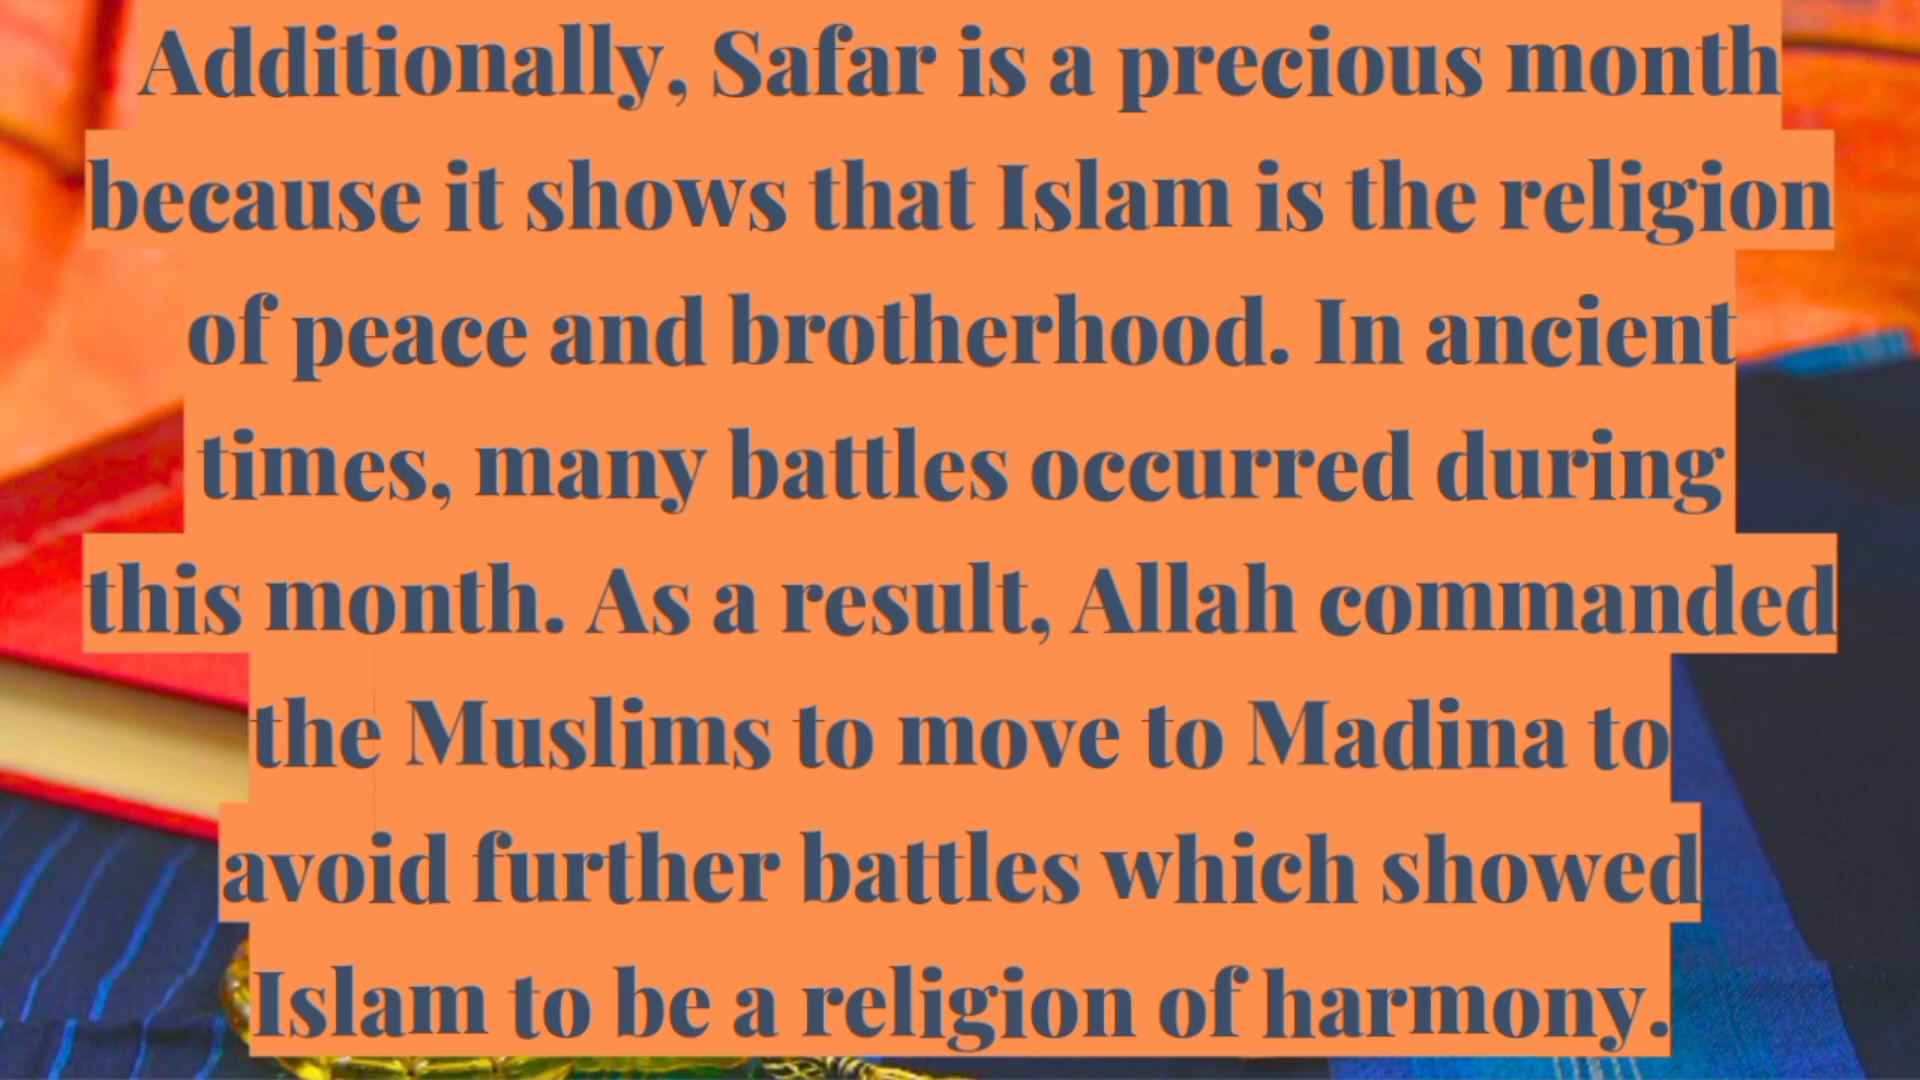 Additionally, Safar is a precious month
because it shows that Islam is the religion
of peace and brotherhood. In ancient
times, many battles occurred during
this month. As a result, Allah commanded
the Muslims to move to Madina to
avoid further battles which showed
Islam to be a religion of harmony.